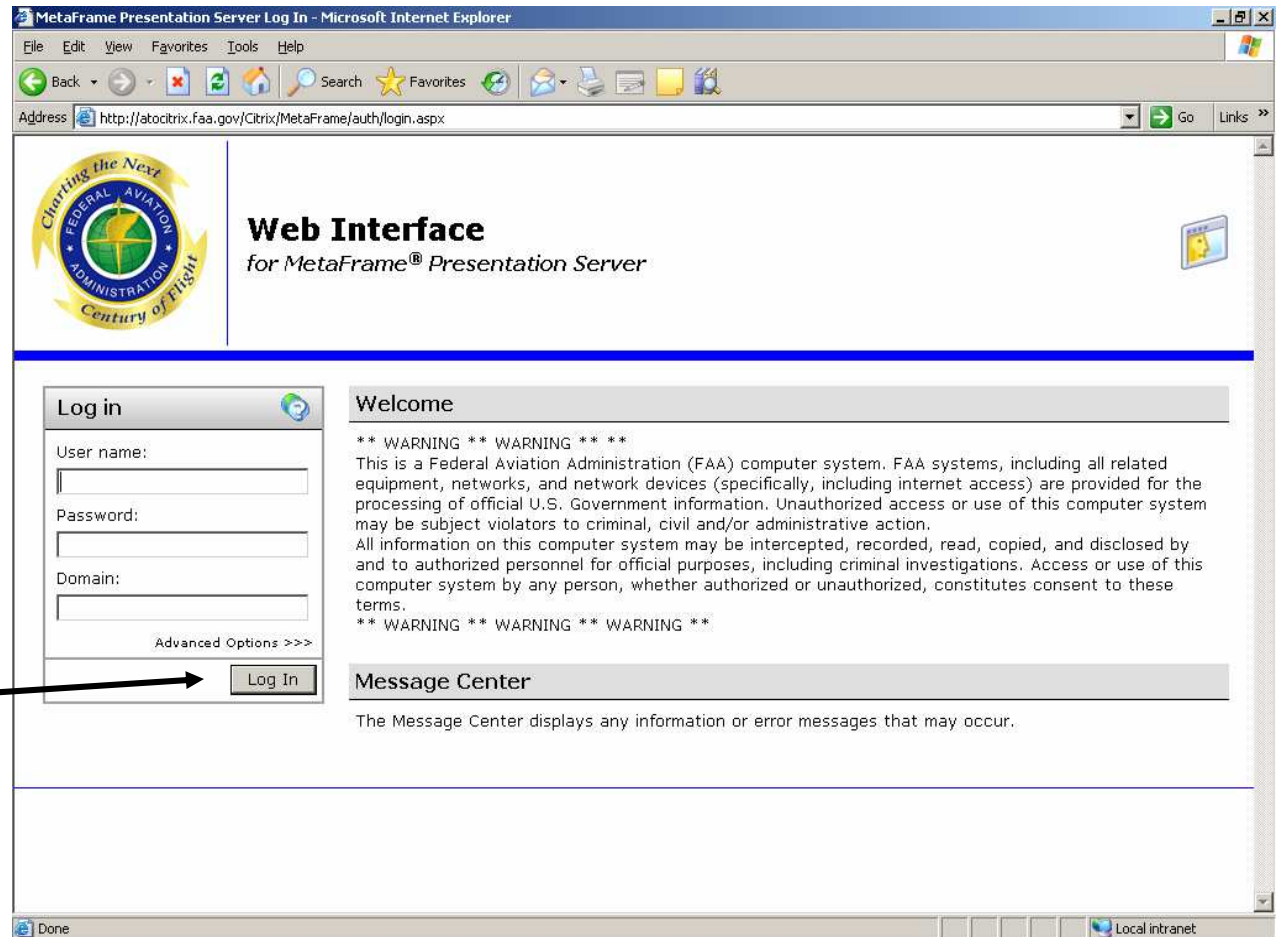 MetaFrame Presentation Server Log In - Microsoft Internet Explorer
File Edit View Favorites Tools Help
Back Search Favorites
Address http://atocitrix.faa.gov/Citrix/MetaFrame/auth/login.aspx Go Links »
Charting the Next
FEDERAL AVIATION
ADMINISTRATION
Century of Flight
Web Interface
for MetaFrame® Presentation Server
Log in
User name:
Password:
Domain:
Advanced Options >>>
Log In
Welcome
** WARNING ** WARNING ** **
This is a Federal Aviation Administration (FAA) computer system. FAA systems, including all related
equipment, networks, and network devices (specifically, including internet access) are provided for the
processing of official U.S. Government information. Unauthorized access or use of this computer system
may be subject violators to criminal, civil and/or administrative action.
All information on this computer system may be intercepted, recorded, read, copied, and disclosed by
and to authorized personnel for official purposes, including criminal investigations. Access or use of this
computer system by any person, whether authorized or unauthorized, constitutes consent to these
terms.
** WARNING ** WARNING ** WARNING **
Message Center
The Message Center displays any information or error messages that may occur.
Done Local intranet